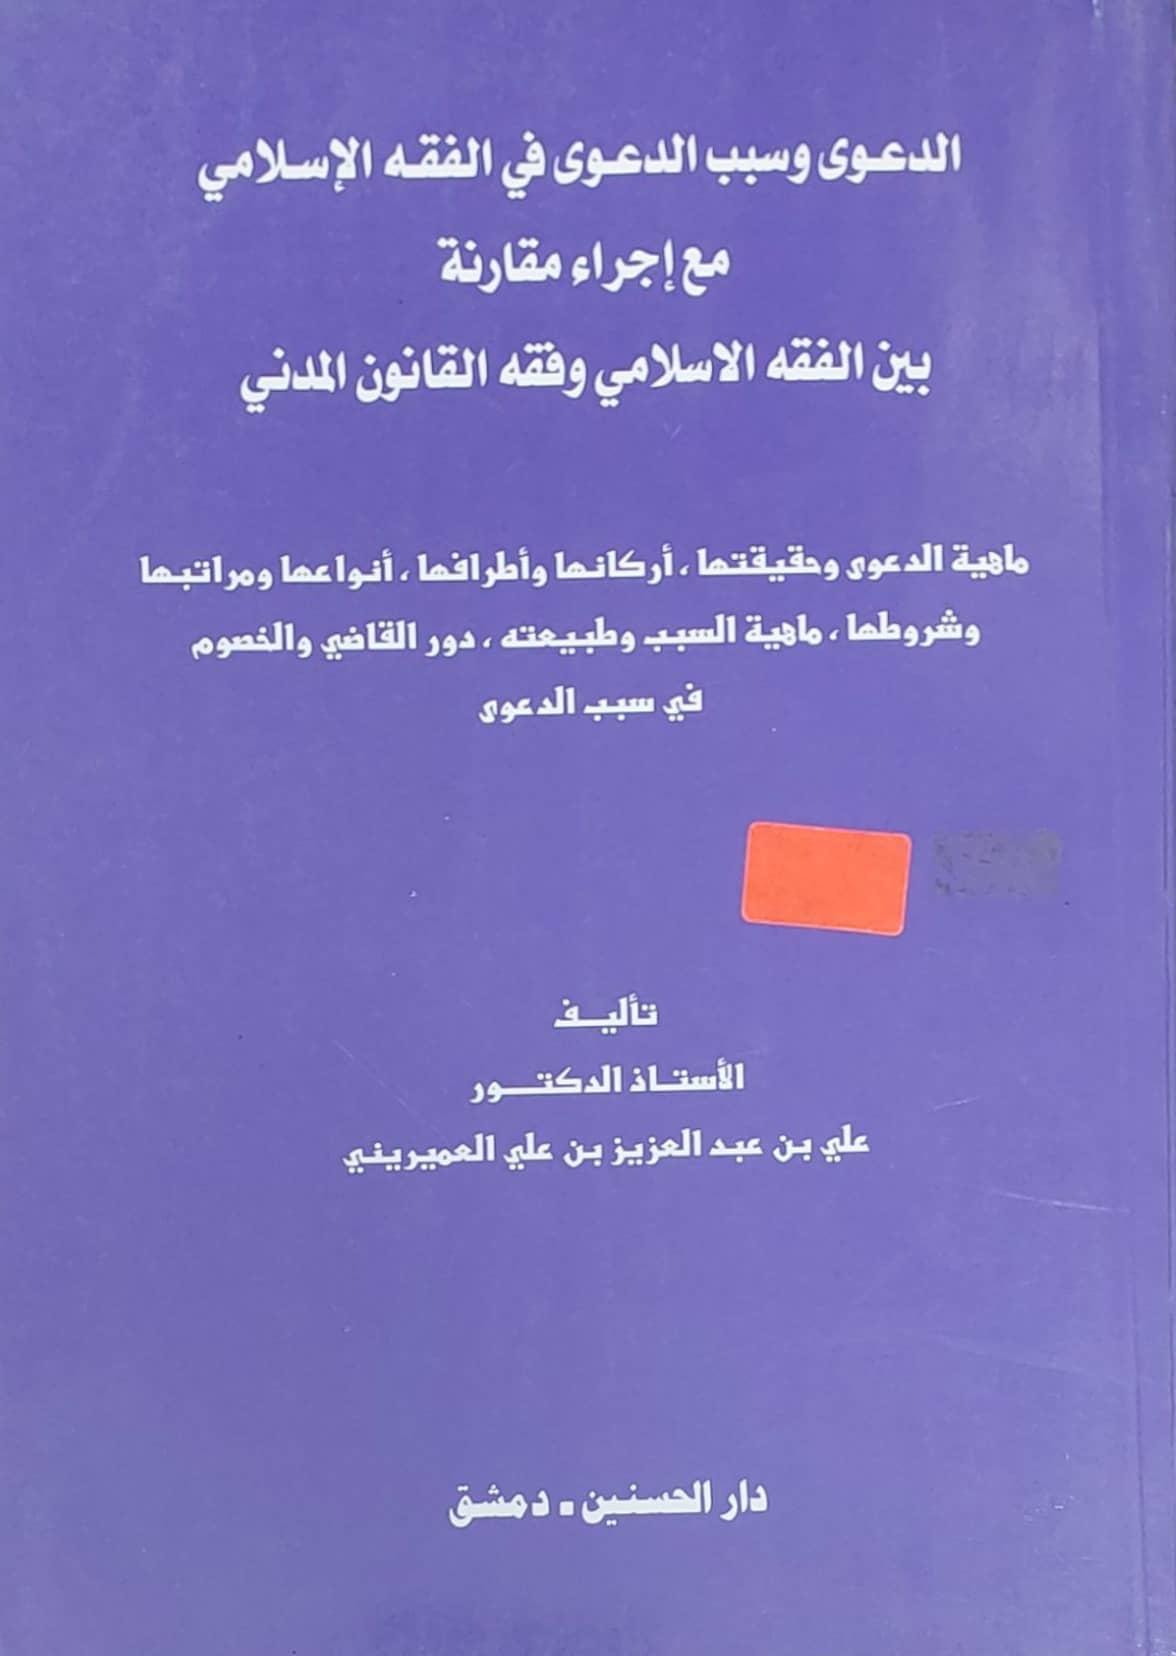 الدعوى وسبب الدعوى في الفقه الإسلامي
مع إجراء مقارنة
بين الفقه الاسلامي وفقه القانون المدني
ماهية الدعوى وحقيقتها ، أركانها وأطرافها ، أنواعها ومراتبها
وشروطها ، ماهية السبب وطبيعته ، دور القاضي والخصوم
في سبب الدعوى
تأليف
الأستاذ الدكتور
علي بن عبد العزيز بن علي العميريني
دار الحسنين - دمشق